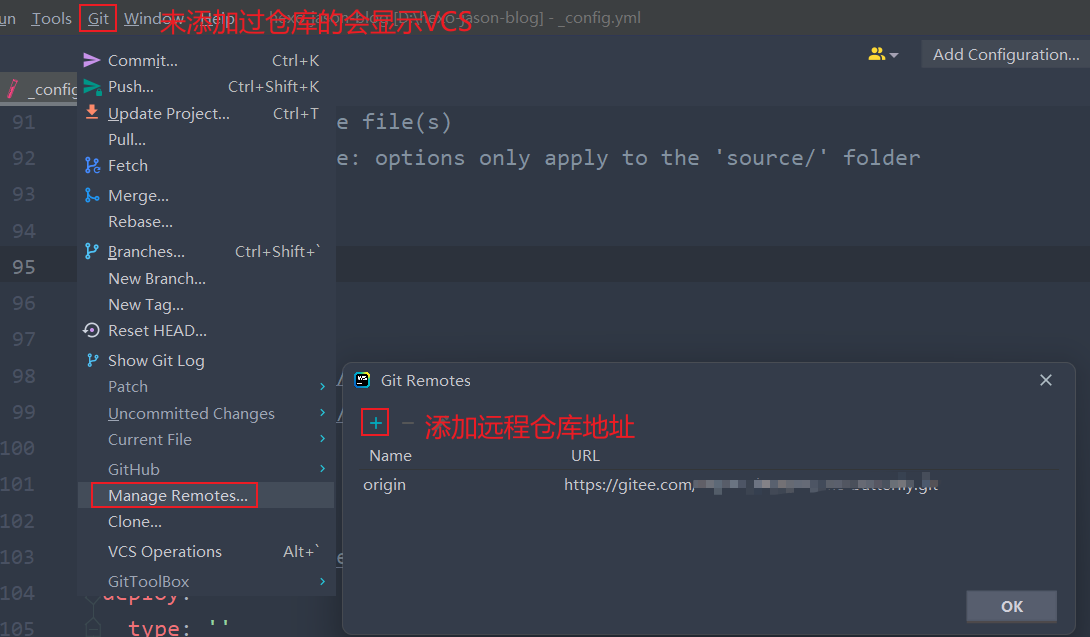 un Tools Git Window Help hexo-jason-blog [D:\hexo-jason-blog] - _config.yml
未添加过仓库的会显示VCS
Add Configuration...
_config
Commit... Ctrl+K
Push... Ctrl+Shift+K
Update Project... Ctrl+T
Pull...
Fetch
Merge...
Rebase...
Branches... Ctrl+Shift+`
New Branch...
New Tag...
Reset HEAD...
Show Git Log
Patch
Uncommitted Changes
Current File
GitHub
Manage Remotes...
Clone...
VCS Operations Alt+`
GitToolBox
91 e file(s)
92 e: options only apply to the 'source/' folder
93
94
95
96
97
98 /
99 /
100
101
102
103 e
104 deploy:
105 type: ''
Git Remotes
添加远程仓库地址
Name URL
origin https://gitee.com/
OK